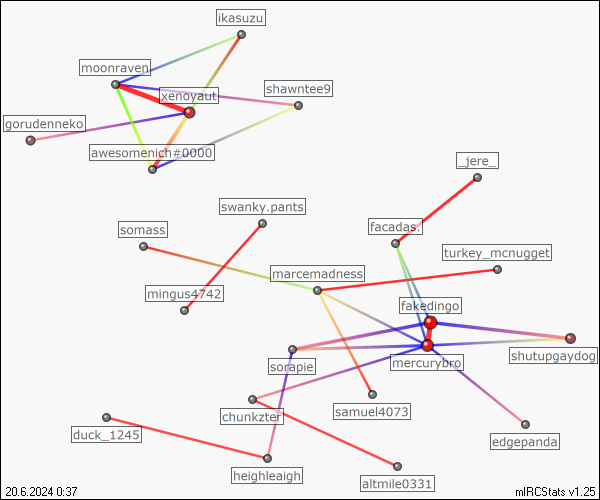 ikasuzu
moonraven
shawntee9
xenoyaut
gorudenneko
awesomenich#0000
_jere_
swanky.pants
somass
facadas.
turkey_mcnugget
marcemadness
mingus4742
fakedingo
shutupgaydog
mercurybro
sorapie
chunkzter
samuel4073
duck_1245
edgepanda
heighleaigh
altmile0331
20.6.2024 0:37
mIRCStats v1.25